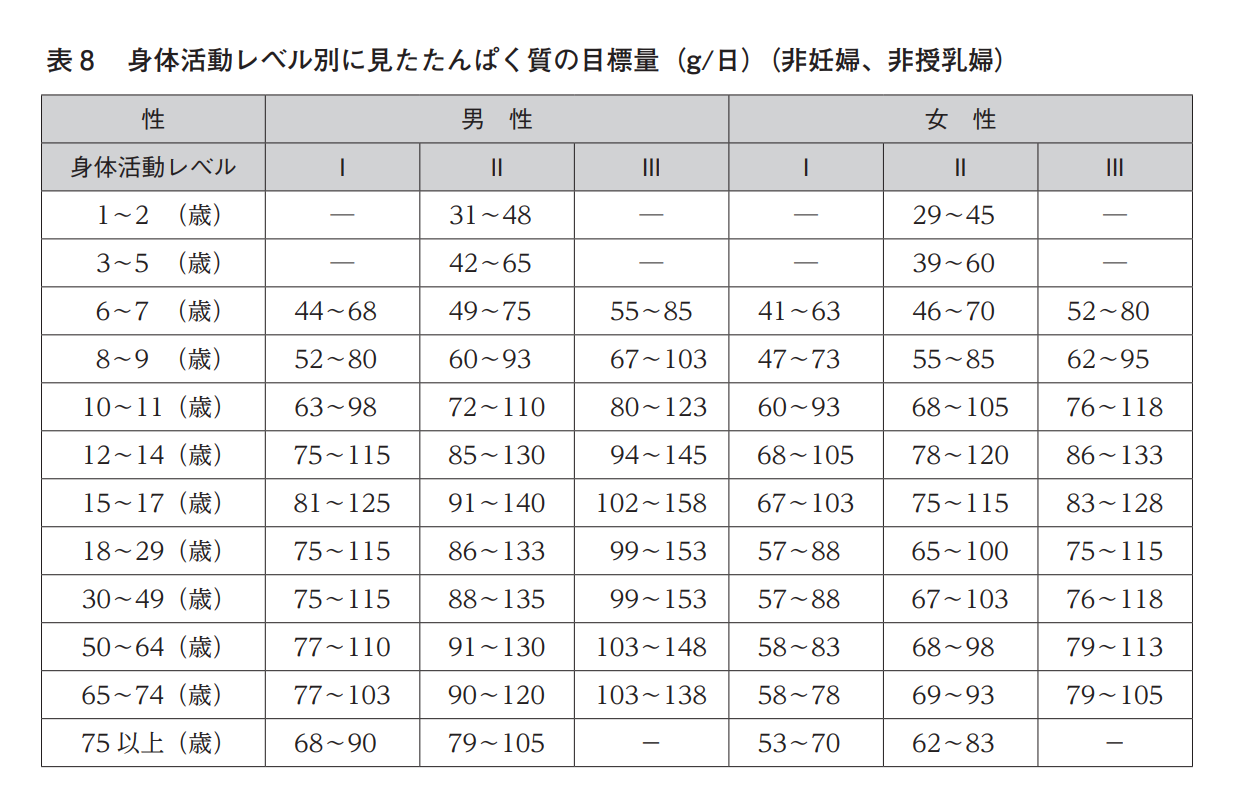 表8　身体活動レベル別に見たたんぱく質の目標量（g/日）（非妊婦、非授乳婦）
性　男　性　女　性
身体活動レベル　Ⅰ　Ⅱ　Ⅲ　Ⅰ　Ⅱ　Ⅲ
1～2　（歳）　―　31～48　―　―　29～45　―
3～5　（歳）　―　42～65　―　―　39～60　―
6～7　（歳）　44～68　49～75　55～85　41～63　46～70　52～80
8～9　（歳）　52～80　60～93　67～103　47～73　55～85　62～95
10～11（歳）　63～98　72～110　80～123　60～93　68～105　76～118
12～14（歳）　75～115　85～130　94～145　68～105　78～120　86～133
15～17（歳）　81～125　91～140　102～158　67～103　75～115　83～128
18～29（歳）　75～115　86～133　99～153　57～88　65～100　75～115
30～49（歳）　75～115　88～135　99～153　57～88　67～103　76～118
50～64（歳）　77～110　91～130　103～148　58～83　68～98　79～113
65～74（歳）　77～103　90～120　103～138　58～78　69～93　79～105
75以上（歳）　68～90　79～105　−　53～70　62～83　−